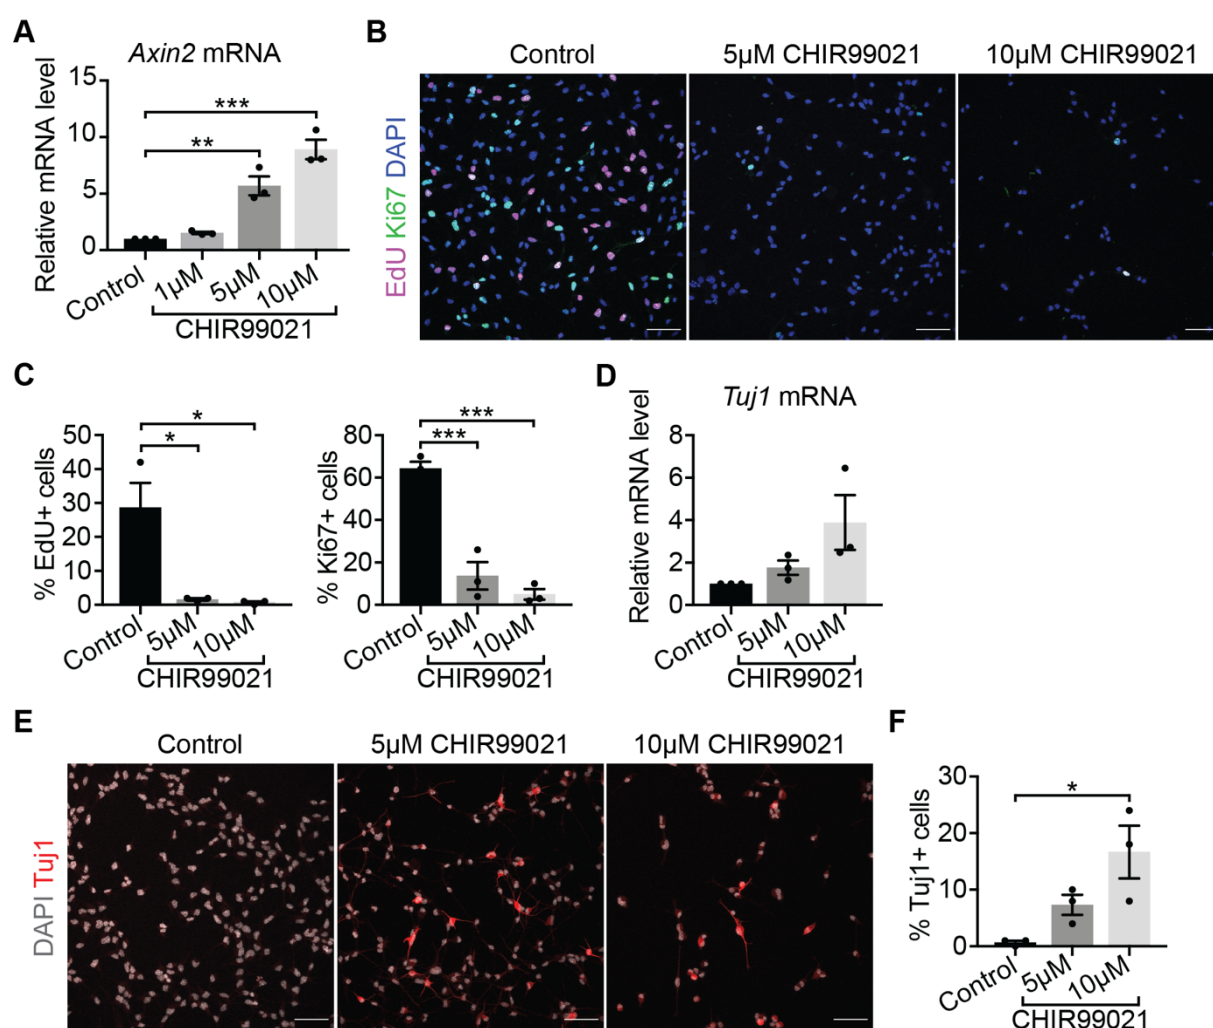 A
Axin2 mRNA
Relative mRNA level
15
10
5
0
***
**
Control
1µM
5µM
10µM
CHIR99021
B
Control
5µM CHIR99021
10µM CHIR99021
EdU Ki67 DAPI
C
% EdU+ cells
50
40
30
20
10
0
*
*
Control
5µM
10µM
CHIR99021
% Ki67+ cells
80
60
40
20
0
***
***
Control
5µM
10µM
CHIR99021
D
Tuj1 mRNA
Relative mRNA level
8
6
4
2
0
Control
5µM
10µM
CHIR99021
E
Control
5µM CHIR99021
10µM CHIR99021
DAPI Tuj1
F
% Tuj1+ cells
30
20
10
0
*
Control
5µM
10µM
CHIR99021